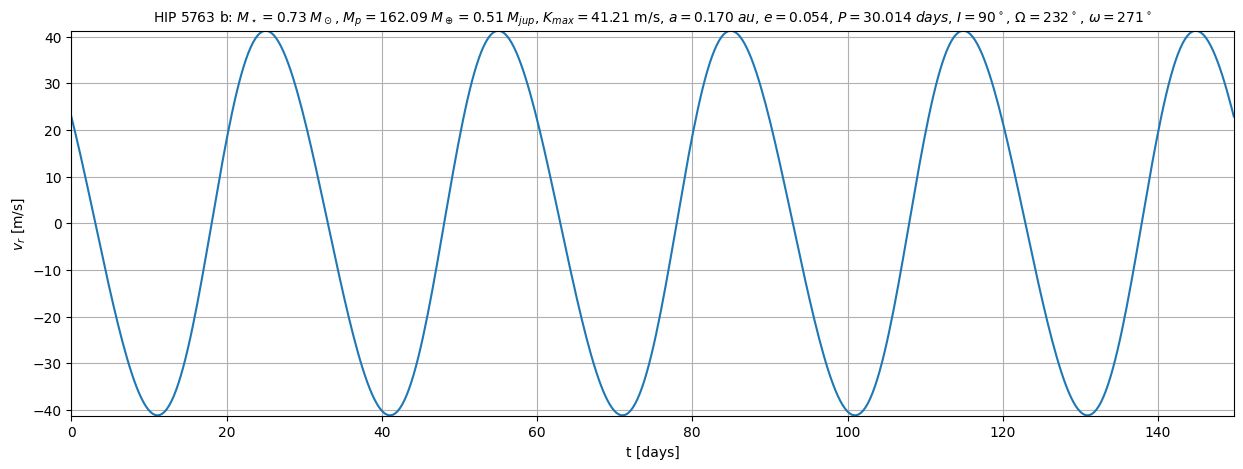 HIP 5763 b: $M_\star = 0.73\ M_\odot$, $M_p = 162.09\ M_\oplus = 0.51\ M_{jup}$, $K_{max} = 41.21$ m/s, $a = 0.170\ au$, $e = 0.054$, $P = 30.014\ days$, $I = 90^\circ$, $\Omega = 232^\circ$, $\omega = 271^\circ$
40
30
20
10
0
−10
−20
−30
−40
$v_r$ [m/s]
0 20 40 60 80 100 120 140
t [days]